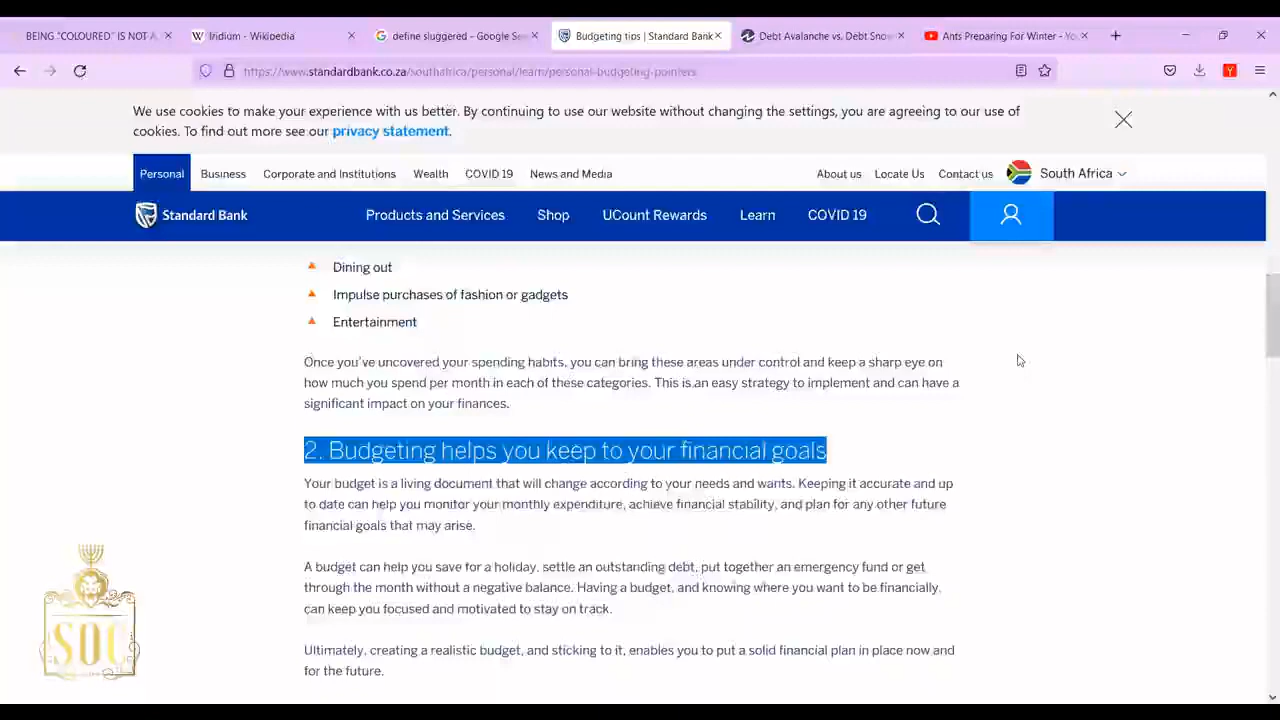 BEING "COLOURED" IS NOT A
Iridium - Wikipedia
define sluggered - Google Se
Budgeting tips | Standard Bank
Debt Avalanche vs. Debt Snow
Ants Preparing For Winter - Yo
https://www.standardbank.co.za/southafrica/personal/learn/personal-budgeting-pointers
We use cookies to make your experience with us better. By continuing to use our website without changing the settings, you are agreeing to our use of
cookies. To find out more see our privacy statement.
Personal Business Corporate and Institutions Wealth COVID 19 News and Media About us Locate Us Contact us South Africa
Standard Bank Products and Services Shop UCount Rewards Learn COVID 19
Dining out
Impulse purchases of fashion or gadgets
Entertainment
Once you've uncovered your spending habits, you can bring these areas under control and keep a sharp eye on
how much you spend per month in each of these categories. This is an easy strategy to implement and can have a
significant impact on your finances.
2. Budgeting helps you keep to your financial goals
Your budget is a living document that will change according to your needs and wants. Keeping it accurate and up
to date can help you monitor your monthly expenditure, achieve financial stability, and plan for any other future
financial goals that may arise.
A budget can help you save for a holiday, settle an outstanding debt, put together an emergency fund or get
through the month without a negative balance. Having a budget, and knowing where you want to be financially,
can keep you focused and motivated to stay on track.
Ultimately, creating a realistic budget, and sticking to it, enables you to put a solid financial plan in place now and
for the future.
SOC